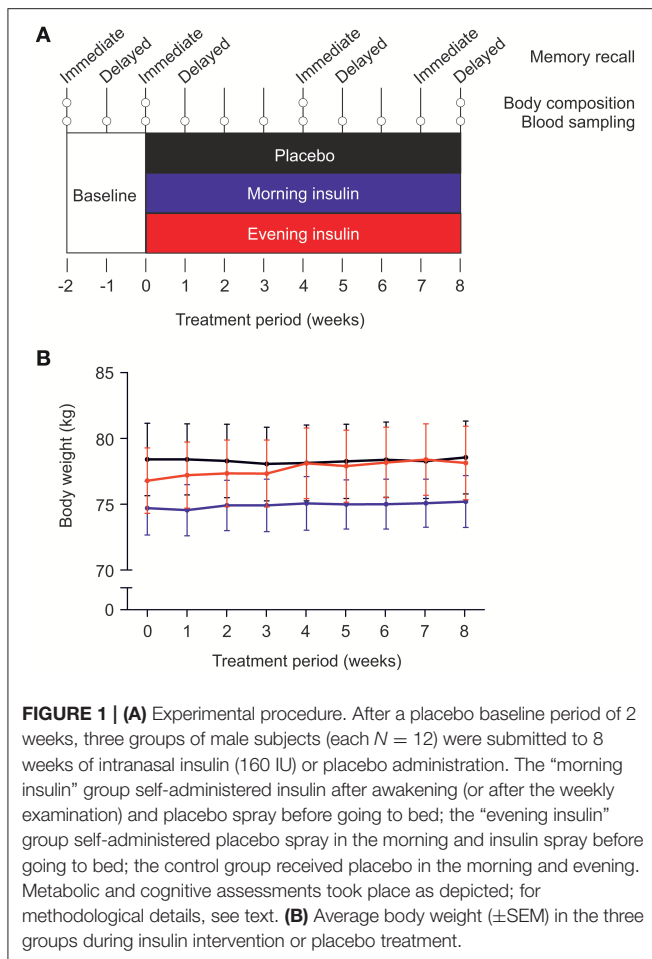 A
Immediate Delayed Immediate Delayed Immediate Delayed Immediate Delayed
Memory recall
Body composition
Blood sampling
Placebo
Baseline
Morning insulin
Evening insulin
-2 -1 0 1 2 3 4 5 6 7 8
Treatment period (weeks)
B
Body weight (kg)
85
80
75
70
0
0 1 2 3 4 5 6 7 8
Treatment period (weeks)
FIGURE 1 | (A) Experimental procedure. After a placebo baseline period of 2
weeks, three groups of male subjects (each N = 12) were submitted to 8
weeks of intranasal insulin (160 IU) or placebo administration. The “morning
insulin” group self-administered insulin after awakening (or after the weekly
examination) and placebo spray before going to bed; the “evening insulin”
group self-administered placebo spray in the morning and insulin spray before
going to bed; the control group received placebo in the morning and evening.
Metabolic and cognitive assessments took place as depicted; for
methodological details, see text. (B) Average body weight (±SEM) in the three
groups during insulin intervention or placebo treatment.